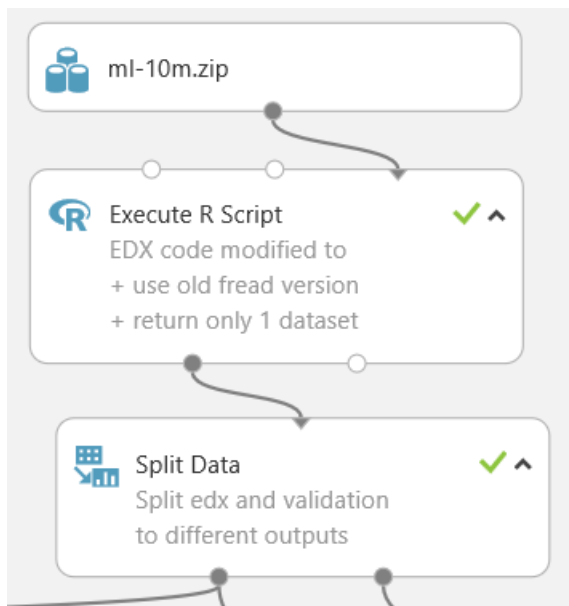 ml-10m.zip
R Execute R Script
EDX code modified to
+ use old fread version
+ return only 1 dataset
Split Data
Split edx and validation
to different outputs